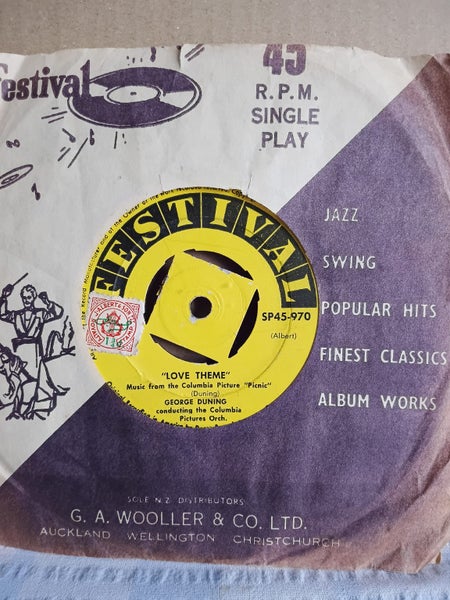 Festival
45
R.P.M.
SINGLE
PLAY
FESTIVAL
SP45-970
(Albert)
"LOVE THEME"
Music from the Columbia Picture "Picnic"
(Duning)
GEORGE DUNING
conducting the Columbia
Pictures Orch.
JAZZ
SWING
POPULAR HITS
FINEST CLASSICS
ALBUM WORKS
SOLE N.Z. DISTRIBUTORS
G. A. WOOLLER & CO. LTD.
AUCKLAND WELLINGTON CHRISTCHURCH